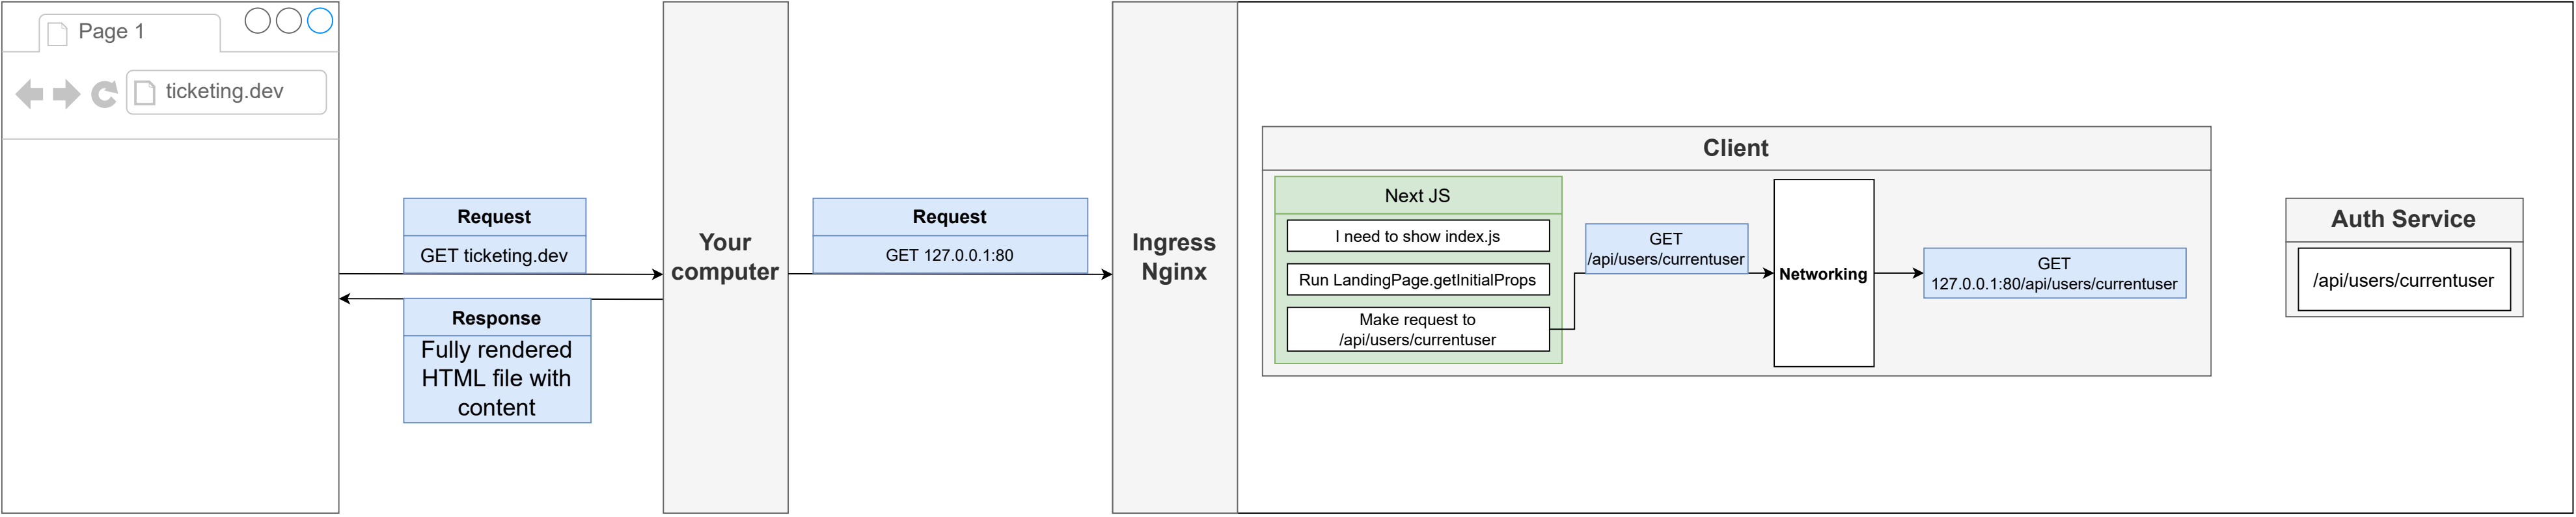 Page 1
ticketing.dev
Request
GET ticketing.dev
Response
Fully rendered
HTML file with
content
Your
computer
Request
GET 127.0.0.1:80
Ingress
Nginx
Client
Next JS
I need to show index.js
Run LandingPage.getInitialProps
Make request to
/api/users/currentuser
GET
/api/users/currentuser
Networking
GET
127.0.0.1:80/api/users/currentuser
Auth Service
/api/users/currentuser